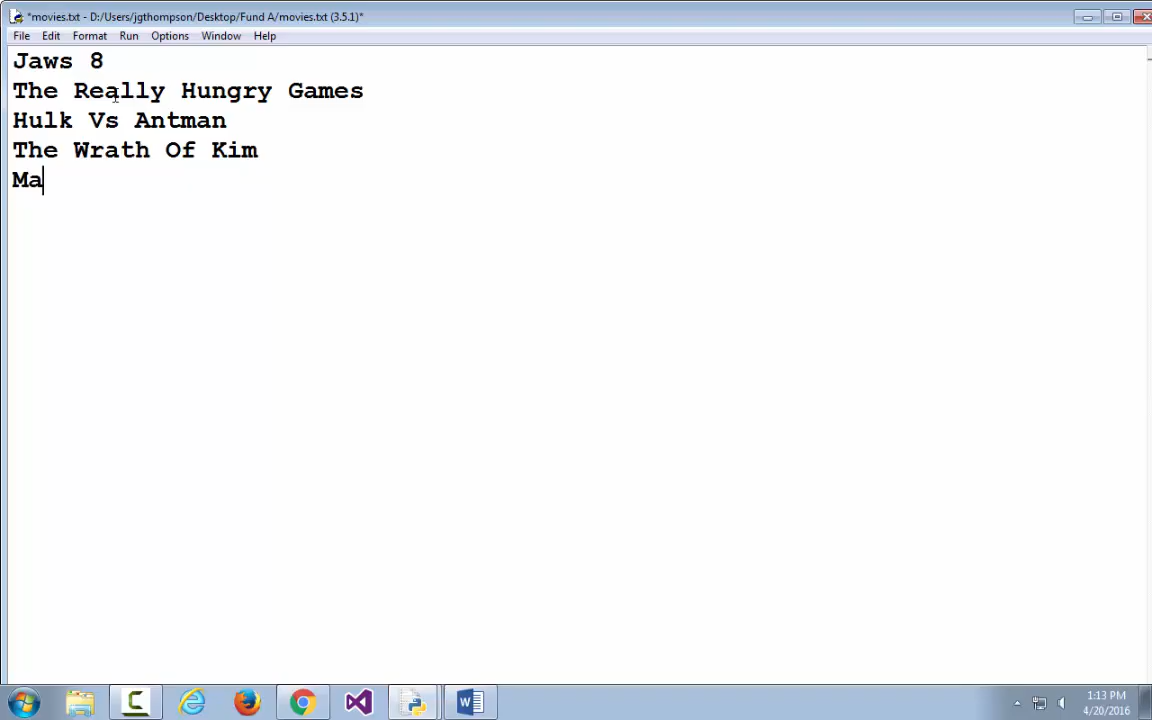 *movies.txt - D:/Users/jgthompson/Desktop/Fund A/movies.txt (3.5.1)*
File Edit Format Run Options Window Help
Jaws 8
The Really Hungry Games
Hulk Vs Antman
The Wrath Of Kim
Ma
1:13 PM
4/20/2016